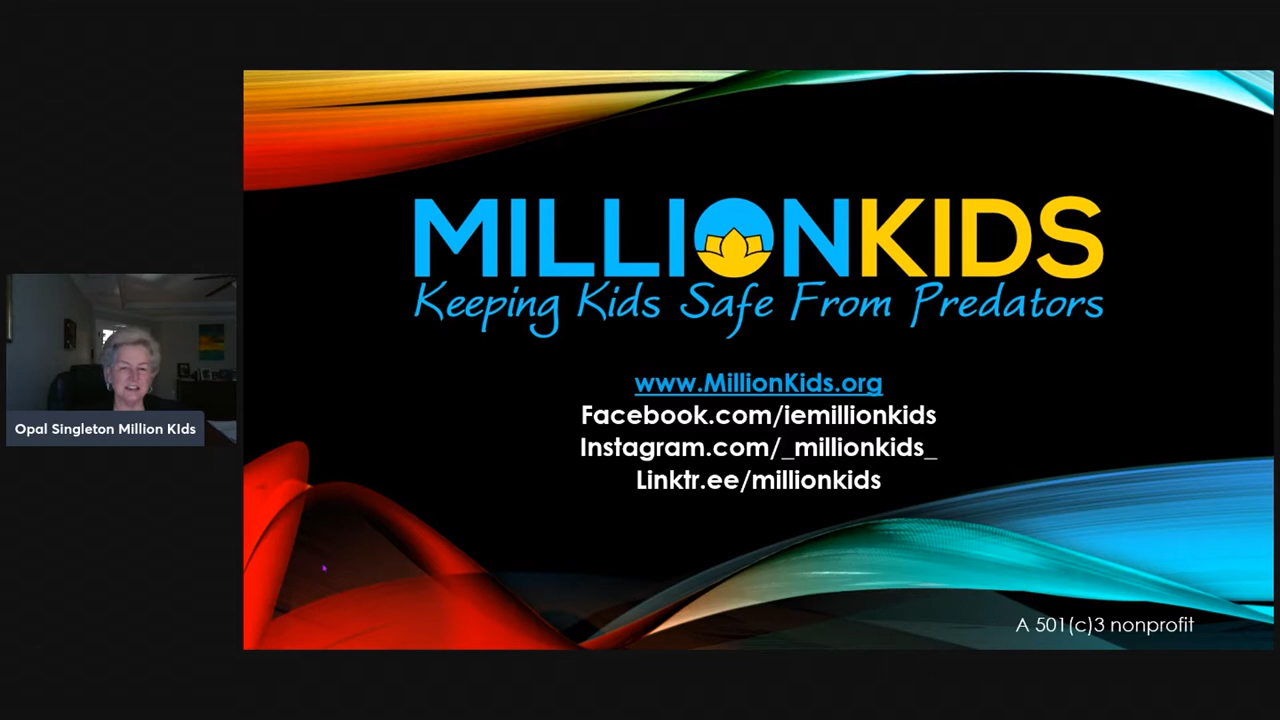 MILLIONKIDS
Keeping Kids Safe From Predators
www.MillionKids.org
Facebook.com/iemillionkids
Instagram.com/_millionkids_
Linktr.ee/millionkids
Opal Singleton Million KIds
A 501(c)3 nonprofit